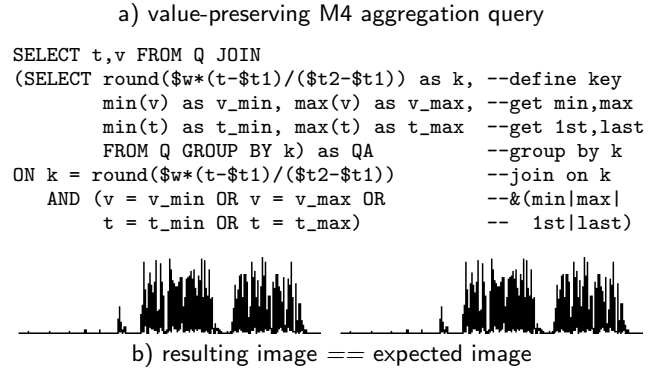 a) value-preserving M4 aggregation query
SELECT t,v FROM Q JOIN
(SELECT round($w*(t-$t1)/($t2-$t1)) as k, --define key
min(v) as v_min, max(v) as v_max, --get min,max
min(t) as t_min, max(t) as t_max --get 1st,last
FROM Q GROUP BY k) as QA --group by k
ON k = round($w*(t-$t1)/($t2-$t1)) --join on k
AND (v = v_min OR v = v_max OR --&(min|max|
t = t_min OR t = t_max) -- 1st|last)
b) resulting image == expected image